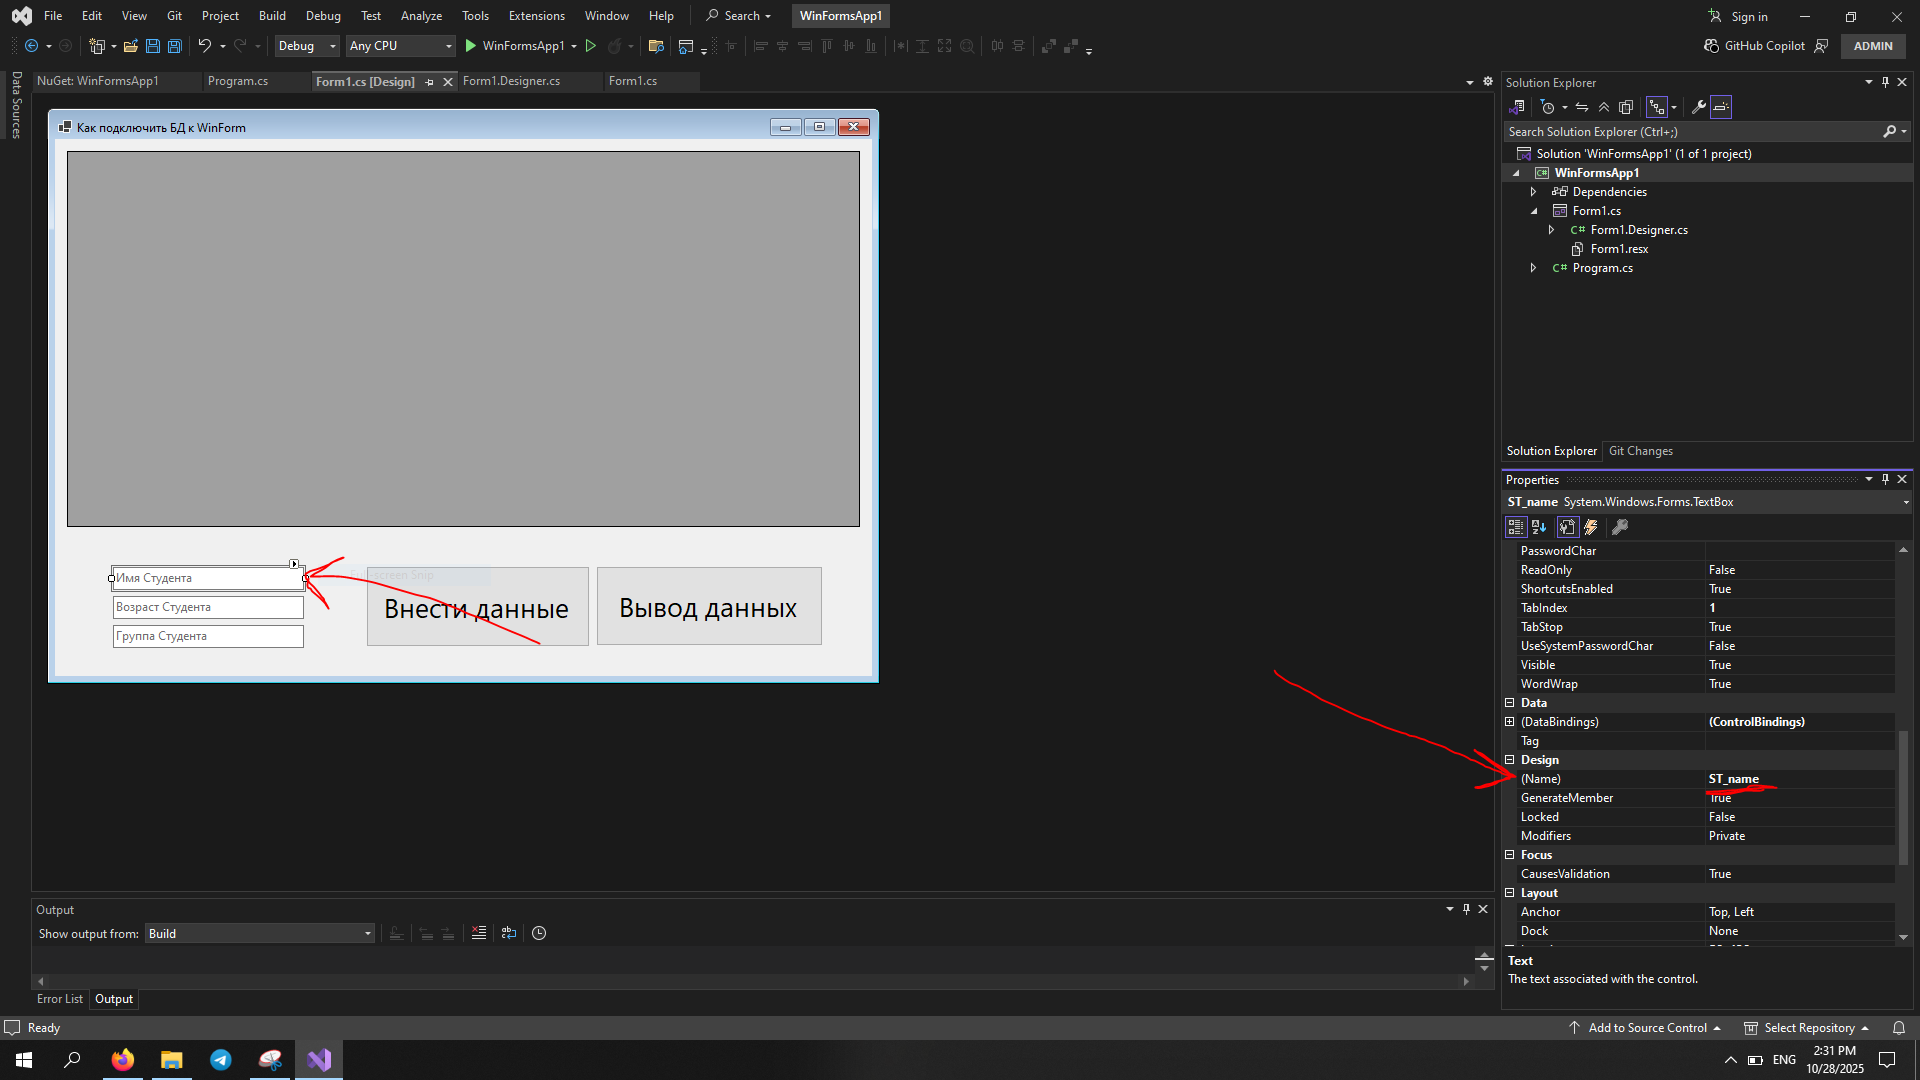 File Edit View Git Project Build Debug Test Analyze Tools Extensions Window Help Search WinFormsApp1 Sign in
Debug Any CPU WinFormsApp1 GitHub Copilot ADMIN
Data Sources
NuGet: WinFormsApp1 Program.cs Form1.cs [Design] Form1.Designer.cs Form1.cs
Как подключить БД к WinForm
Имя Студента
Возраст Студента
Группа Студента
Full-screen Snip
Внести данные
Вывод данных
Solution Explorer
Search Solution Explorer (Ctrl+;)
Solution 'WinFormsApp1' (1 of 1 project)
C# WinFormsApp1
Dependencies
Form1.cs
C# Form1.Designer.cs
Form1.resx
C# Program.cs
Solution Explorer Git Changes
Properties
ST_name System.Windows.Forms.TextBox
PasswordChar
ReadOnly False
ShortcutsEnabled True
TabIndex 1
TabStop True
UseSystemPasswordChar False
Visible True
WordWrap True
Data
(DataBindings) (ControlBindings)
Tag
Design
(Name) ST_name
GenerateMember True
Locked False
Modifiers Private
Focus
CausesValidation True
Layout
Anchor Top, Left
Dock None
Text
The text associated with the control.
Output
Show output from: Build
Error List Output
Ready Add to Source Control Select Repository
ENG 2:31 PM
10/28/2025